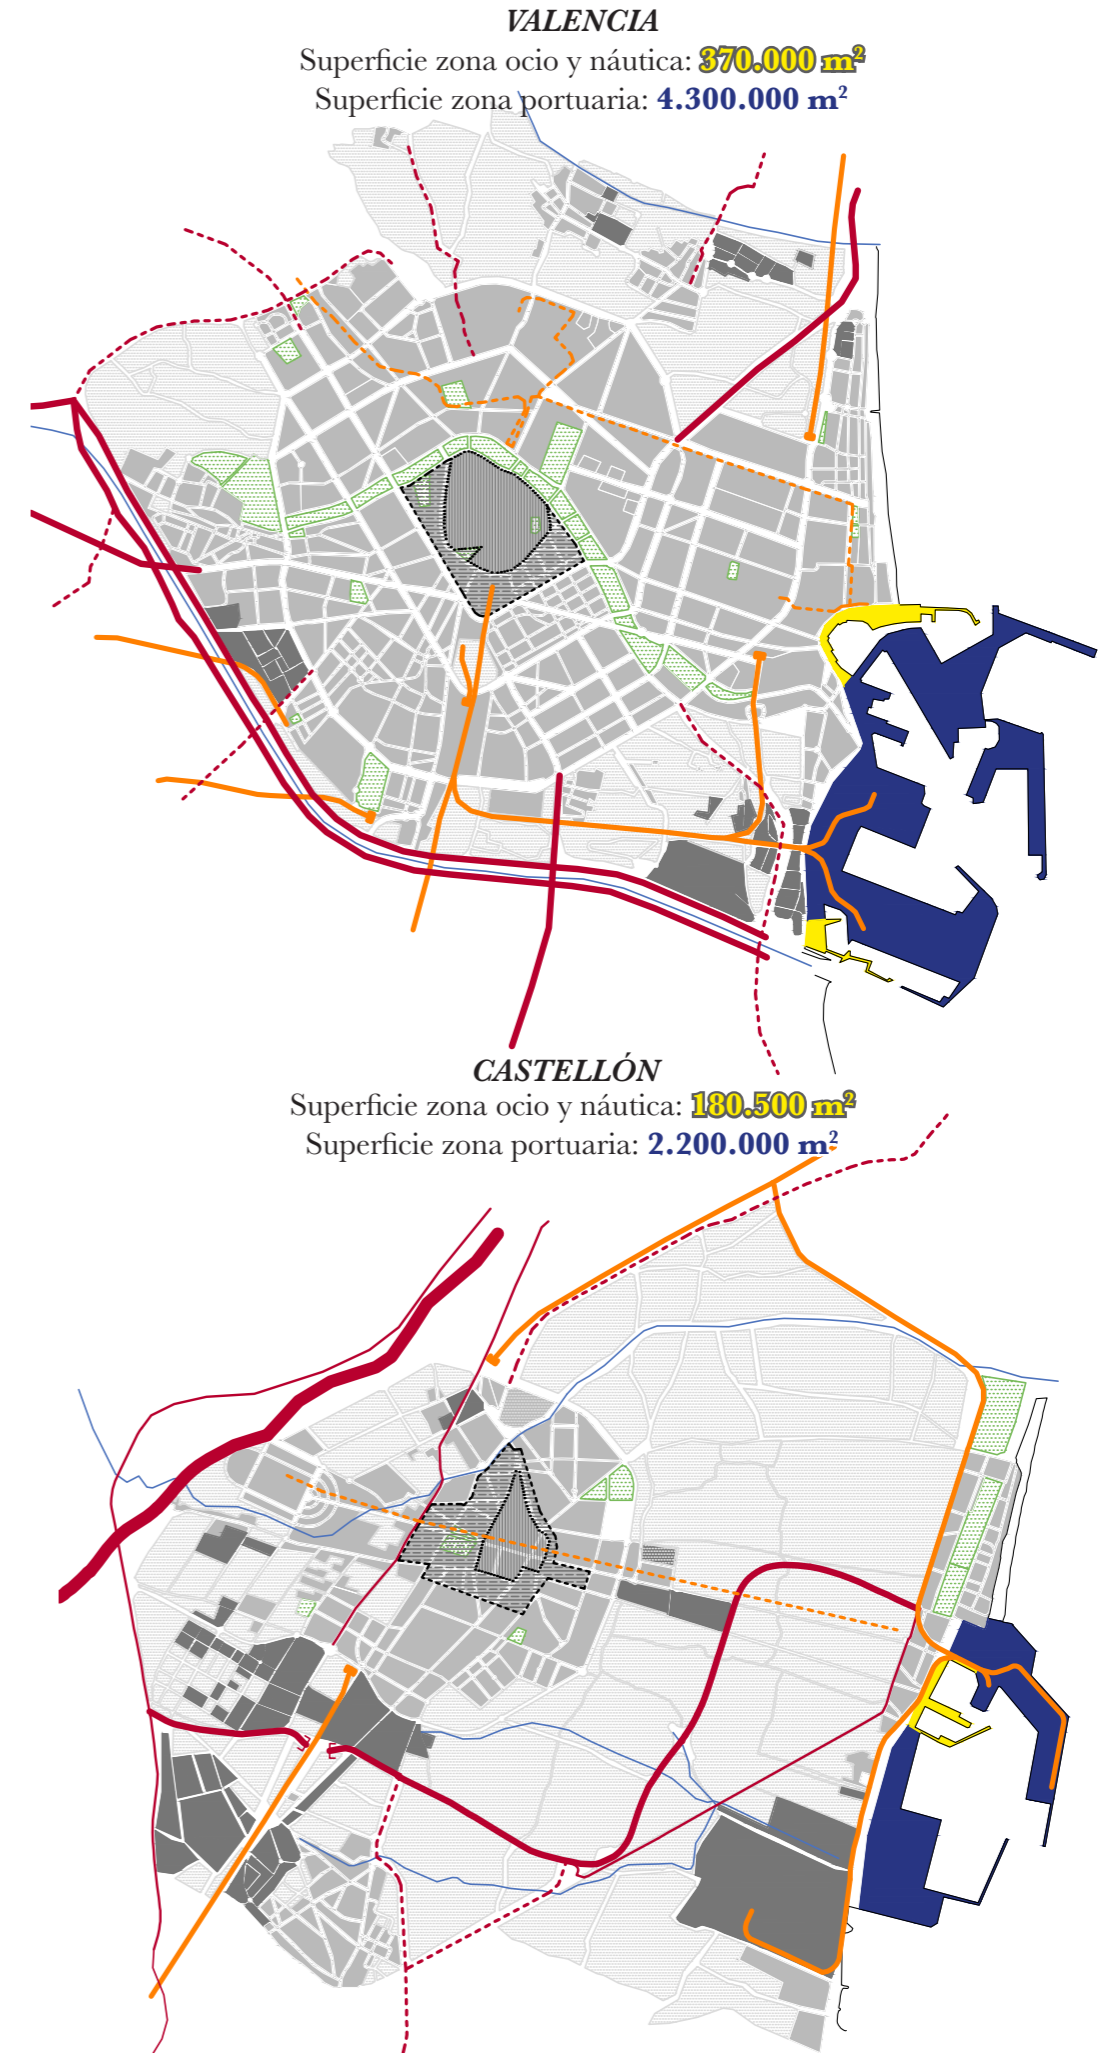 VALENCIA
Superficie zona ocio y náutica: 370.000 m²
Superficie zona portuaria: 4.300.000 m²
CASTELLÓN
Superficie zona ocio y náutica: 180.500 m²
Superficie zona portuaria: 2.200.000 m²